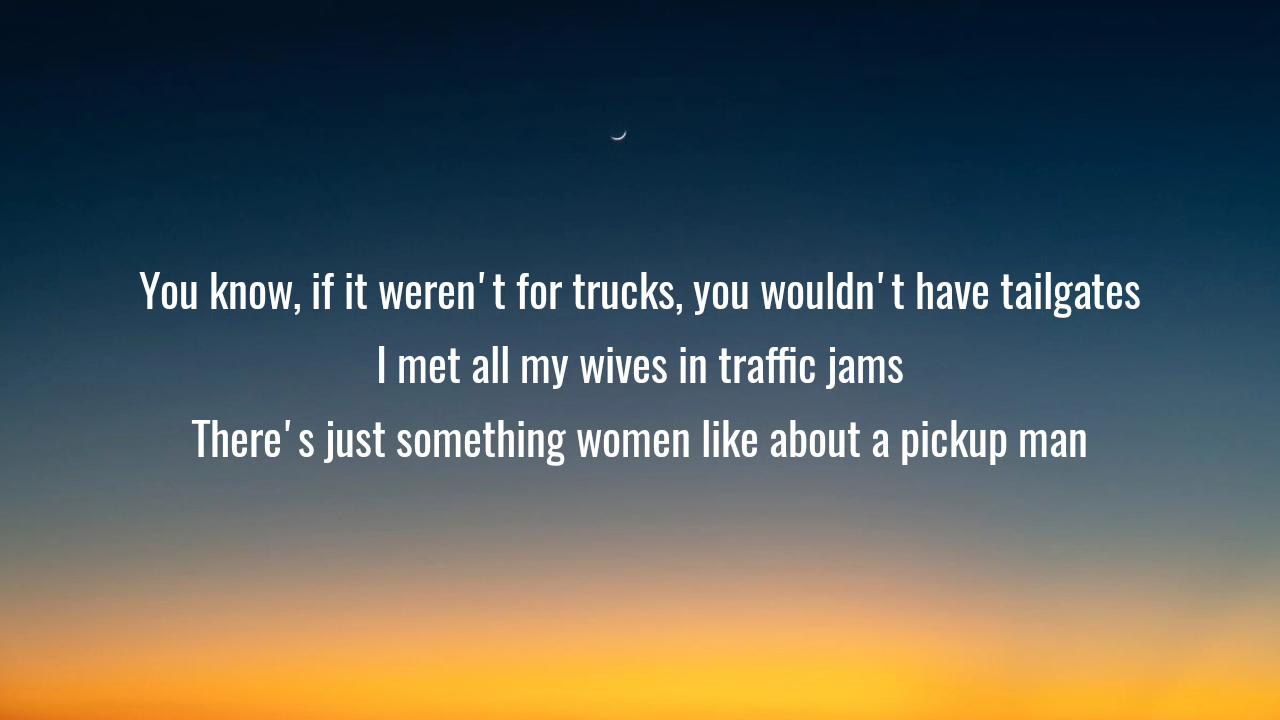 You know, if it weren't for trucks, you wouldn't have tailgates
I met all my wives in traffic jams
There's just something women like about a pickup man